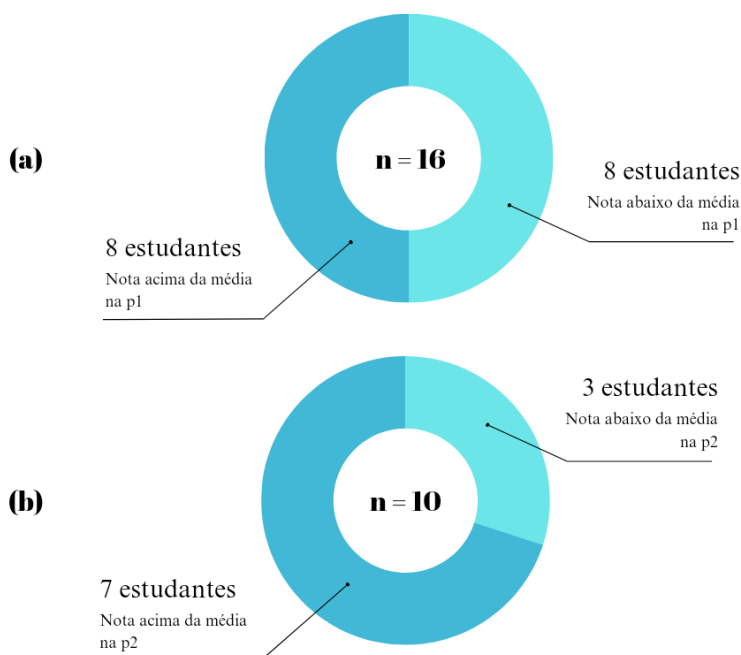 (a)
n = 16
8 estudantes
Nota abaixo da média
na p1
8 estudantes
Nota acima da média
na p1
3 estudantes
Nota abaixo da média
na p2
(b)
n = 10
7 estudantes
Nota acima da média
na p2